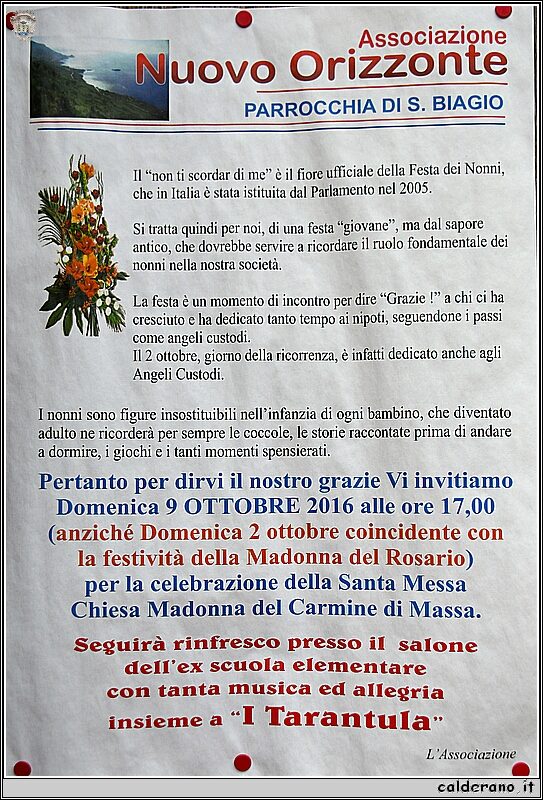 Associazione
Nuovo Orizzonte
PARROCCHIA DI S. BIAGIO
Il “non ti scordar di me” è il fiore ufficiale della Festa dei Nonni,
che in Italia è stata istituita dal Parlamento nel 2005.
Si tratta quindi per noi, di una festa “giovane”, ma dal sapore
antico, che dovrebbe servire a ricordare il ruolo fondamentale dei
nonni nella nostra società.
La festa è un momento di incontro per dire “Grazie !” a chi ci ha
cresciuto e ha dedicato tanto tempo ai nipoti, seguendone i passi
come angeli custodi.
Il 2 ottobre, giorno della ricorrenza, è infatti dedicato anche agli
Angeli Custodi.
I nonni sono figure insostituibili nell’infanzia di ogni bambino, che diventato
adulto ne ricorderà per sempre le coccole, le storie raccontate prima di andare
a dormire, i giochi e i tanti momenti spensierati.
Pertanto per dirvi il nostro grazie Vi invitiamo
Domenica 9 OTTOBRE 2016 alle ore 17,00
(anziché Domenica 2 ottobre coincidente con
la festività della Madonna del Rosario)
per la celebrazione della Santa Messa
Chiesa Madonna del Carmine di Massa.
Seguirà rinfresco presso il salone
dell’ex scuola elementare
con tanta musica ed allegria
insieme a “I Tarantula”
L’Associazione
calderano.it